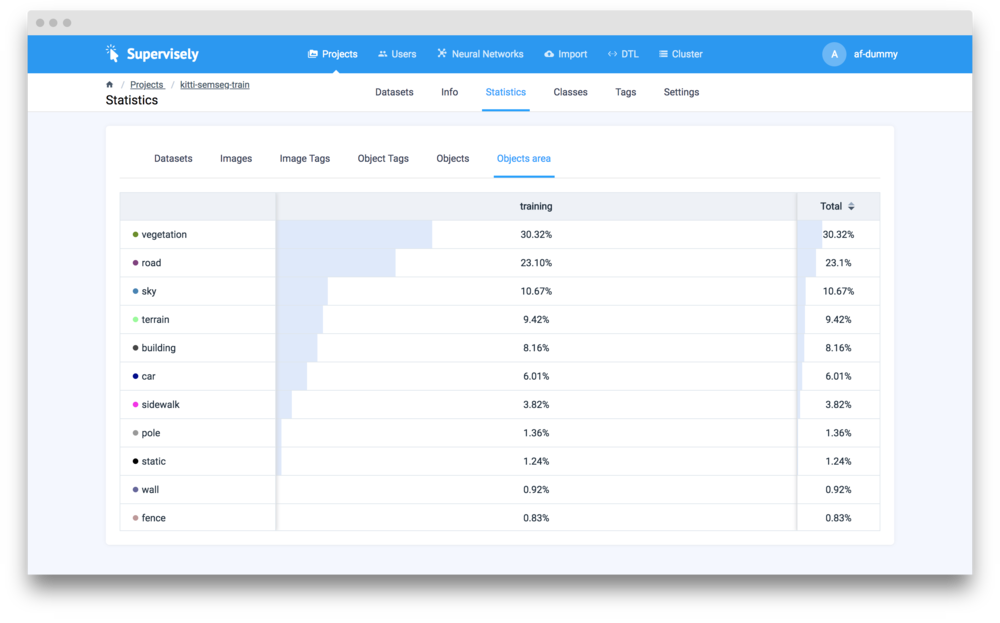 Supervisely
Projects Users Neural Networks Import DTL Cluster
A af-dummy
/ Projects / kitti-semseg-train
Statistics
Datasets Info Statistics Classes Tags Settings
Datasets Images Image Tags Object Tags Objects Objects area
training Total
vegetation 30.32% 30.32%
road 23.10% 23.1%
sky 10.67% 10.67%
terrain 9.42% 9.42%
building 8.16% 8.16%
car 6.01% 6.01%
sidewalk 3.82% 3.82%
pole 1.36% 1.36%
static 1.24% 1.24%
wall 0.92% 0.92%
fence 0.83% 0.83%